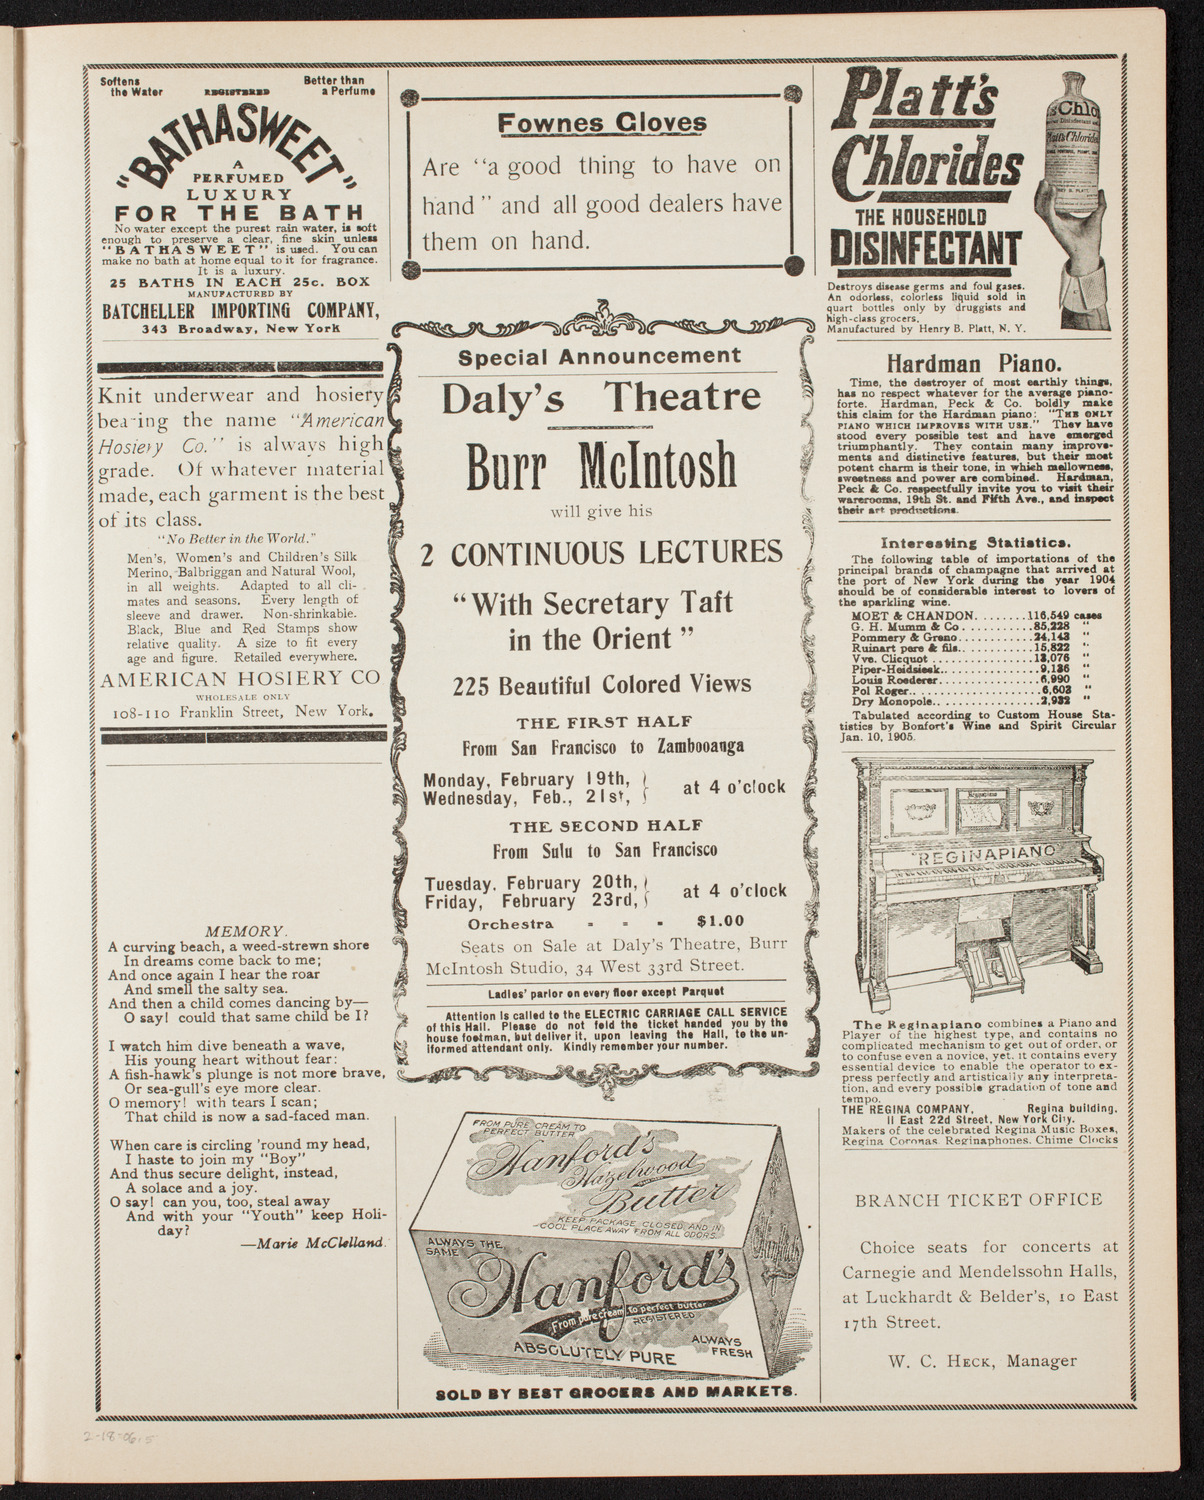 Softens
the Water
REGISTERED
Better than
a Perfume
"BATHASWEET"
A
PERFUMED
LUXURY
FOR THE BATH
No water except the purest rain water, is soft
enough to preserve a clear, fine skin unless
"BATHASWEET" is used. You can
make no bath at home equal to it for fragrance.
It is a luxury.
25 BATHS IN EACH 25c. BOX
MANUFACTURED BY
BATCHELLER IMPORTING COMPANY,
343 Broadway, New York
Knit underwear and hosiery
bearing the name "American
Hosiery Co." is always high
grade. Of whatever material
made, each garment is the best
of its class.
"No Better in the World."
Men's, Women's and Children's Silk
Merino, Balbriggan and Natural Wool,
in all weights. Adapted to all cli-
mates and seasons. Every length of
sleeve and drawer. Non-shrinkable.
Black, Blue and Red Stamps show
relative quality. A size to fit every
age and figure. Retailed everywhere.
AMERICAN HOSIERY CO
WHOLESALE ONLY
108-110 Franklin Street, New York.
MEMORY.
A curving beach, a weed-strewn shore
In dreams come back to me;
And once again I hear the roar
And smell the salty sea.
And then a child comes dancing by—
O say! could that same child be I?
I watch him dive beneath a wave,
His young heart without fear:
A fish-hawk's plunge is not more brave,
Or sea-gull's eye more clear.
O memory! with tears I scan;
That child is now a sad-faced man.
When care is circling 'round my head,
I haste to join my "Boy"
And thus secure delight, instead,
A solace and a joy.
O say! can you, too, steal away
And with your "Youth" keep Holi-
day?
—Marie McClelland.
Fownes Gloves
Are "a good thing to have on
hand" and all good dealers have
them on hand.
Special Announcement
Daly's Theatre
Burr McIntosh
will give his
2 CONTINUOUS LECTURES
"With Secretary Taft
in the Orient"
225 Beautiful Colored Views
THE FIRST HALF
From San Francisco to Zambooanga
Monday, February 19th,
Wednesday, Feb., 21st,
at 4 o'clock
THE SECOND HALF
From Sulu to San Francisco
Tuesday, February 20th,
Friday, February 23rd,
at 4 o'clock
Orchestra - - - $1.00
Seats on Sale at Daly's Theatre, Burr
McIntosh Studio, 34 West 33rd Street.
Ladies' parlor on every floor except Parquet
Attention is called to the ELECTRIC CARRIAGE CALL SERVICE
of this Hall. Please do not fold the ticket handed you by the
house footman, but deliver it, upon leaving the Hall, to the un-
iformed attendant only. Kindly remember your number.
FROM PURE CREAM TO
PERFECT BUTTER
Hanford's
Hazelwood
Butter
KEEP PACKAGE CLOSED AND IN
COOL PLACE AWAY FROM ALL ODORS.
ALWAYS THE
SAME
Hanford's
From pure cream to perfect butter
REGISTERED
ABSOLUTELY PURE
ALWAYS
FRESH
SOLD BY BEST GROCERS AND MARKETS.
Platt's
Chlorides
THE HOUSEHOLD
DISINFECTANT
Destroys disease germs and foul gases.
An odorless, colorless liquid sold in
quart bottles only by druggists and
high-class grocers.
Manufactured by Henry B. Platt, N. Y.
Hardman Piano.
Time, the destroyer of most earthly things,
has no respect whatever for the average piano-
forte. Hardman, Peck & Co. boldly make
this claim for the Hardman piano: "THE ONLY
PIANO WHICH IMPROVES WITH USE." They have
stood every possible test and have emerged
triumphantly. They contain many improve-
ments and distinctive features, but their most
potent charm is their tone, in which mellowness,
sweetness and power are combined. Hardman,
Peck & Co. respectfully invite you to visit their
warerooms, 19th St. and Fifth Ave., and inspect
their art productions.
Interesting Statistics.
The following table of importations of the
principal brands of champagne that arrived at
the port of New York during the year 1904
should be of considerable interest to lovers of
the sparkling wine.
MOET & CHANDON........116,549 cases
G. H. Mumm & Co..........85,228 "
Pommery & Greno............24,143 "
Ruinart pere & fils............15,822 "
Vve. Clicquot ................13,076 "
Piper-Heidsieck.................9,136 "
Louis Roederer..................6,990 "
Pol Roger.......................6,603 "
Dry Monopole....................2,932 "
Tabulated according to Custom House Sta-
tistics by Bonfort's Wine and Spirit Circular
Jan. 10, 1905.
REGINAPIANO
The Reginapiano combines a Piano and
Player of the highest type, and contains no
complicated mechanism to get out of order, or
to confuse even a novice, yet, it contains every
essential device to enable the operator to ex-
press perfectly and artistically any interpreta-
tion, and every possible gradation of tone and
tempo.
THE REGINA COMPANY, Regina building.
11 East 22d Street, New York City.
Makers of the celebrated Regina Music Boxes,
Regina Coronas. Reginaphones. Chime Clocks
BRANCH TICKET OFFICE
Choice seats for concerts at
Carnegie and Mendelssohn Halls,
at Luckhardt & Belder's, 10 East
17th Street.
W. C. HECK, Manager
2-18-06.5